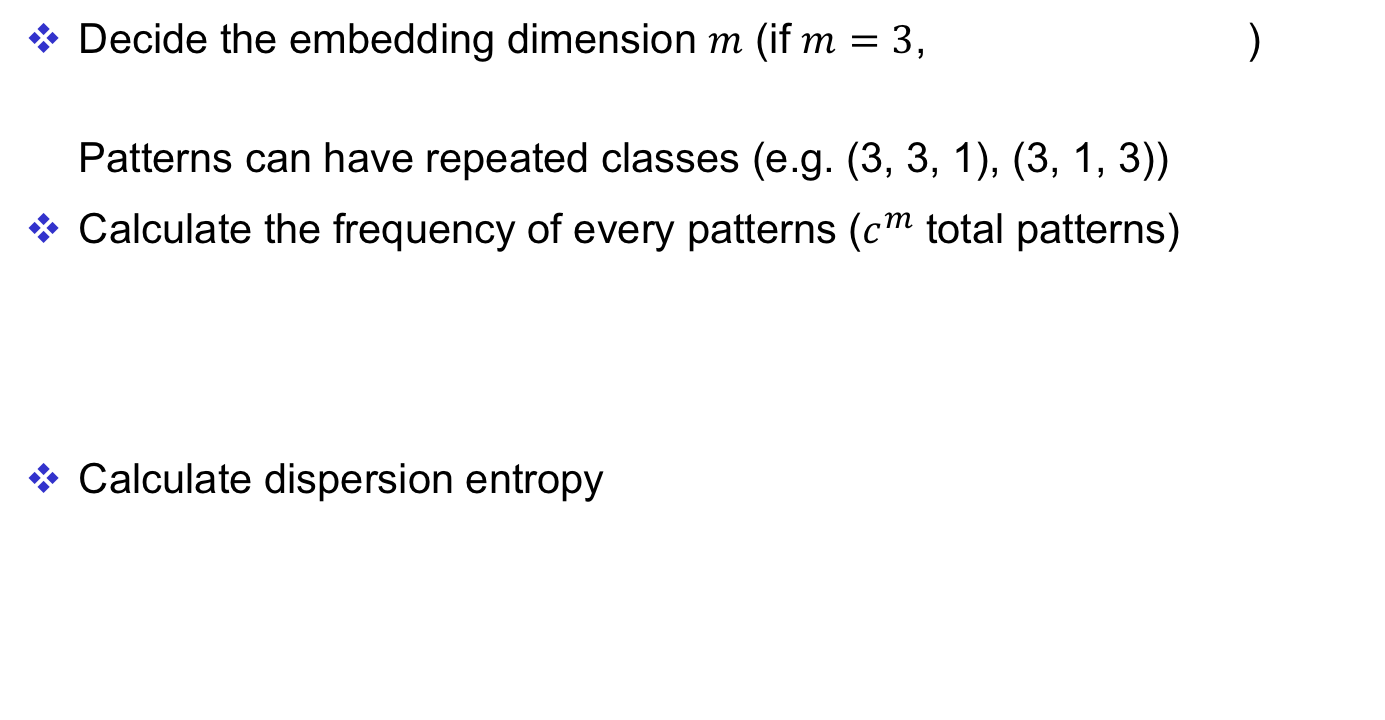 ❖ Decide the embedding dimension m (if m = 3, )
Patterns can have repeated classes (e.g. (3, 3, 1), (3, 1, 3))
❖ Calculate the frequency of every patterns (c^m total patterns)
❖ Calculate dispersion entropy